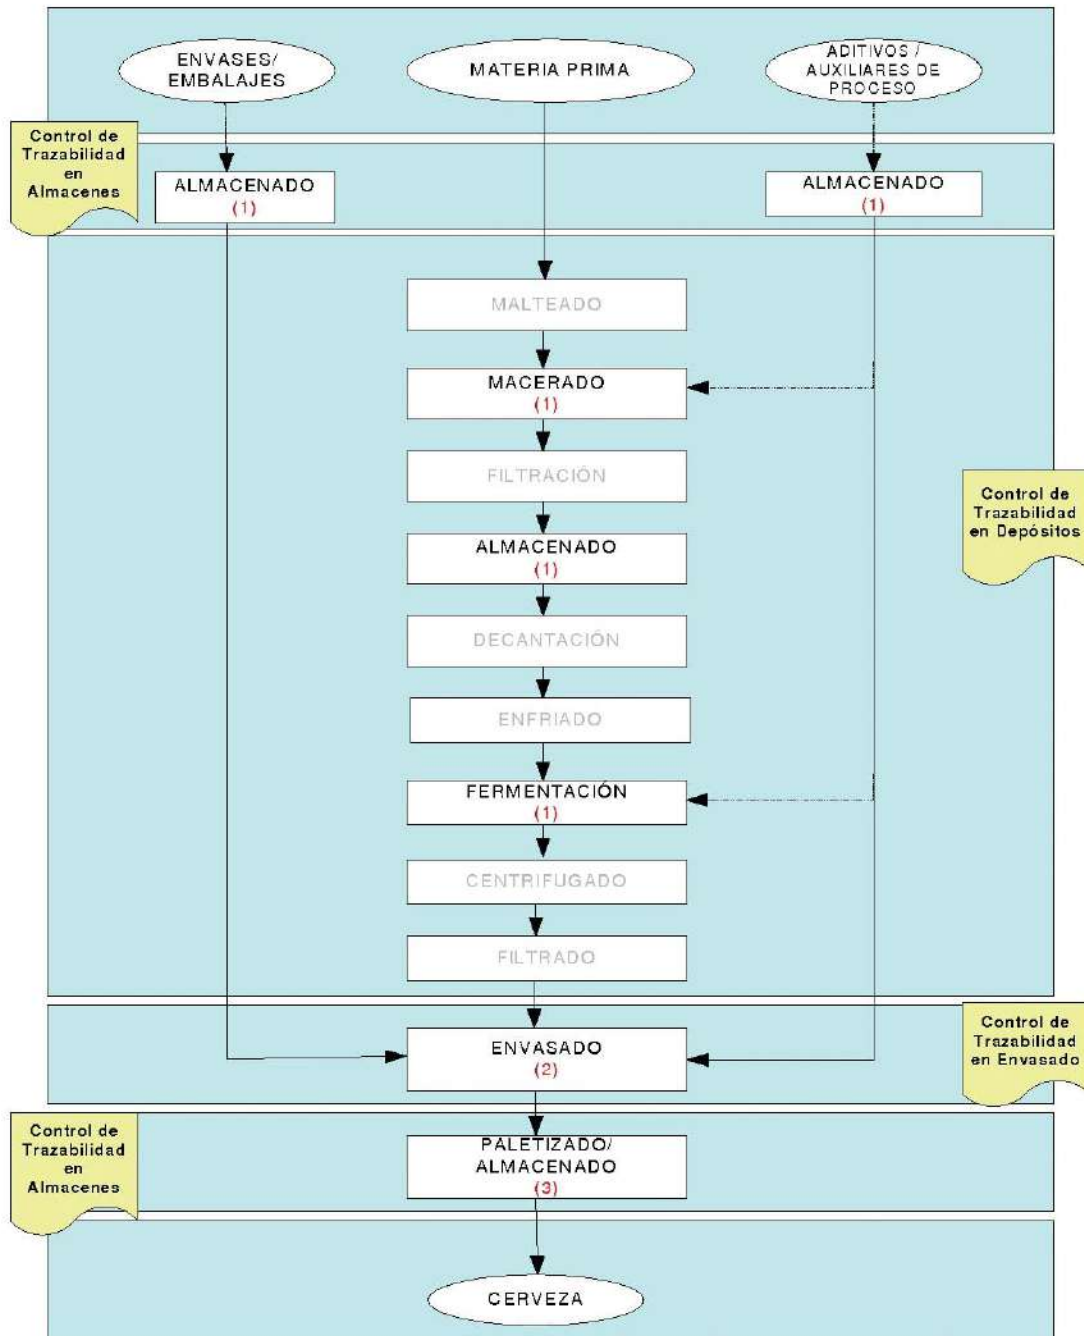 ENVASES/
EMBALAJES
MATERIA PRIMA
ADITIVOS /
AUXILIARES DE
PROCESO
Control de
Trazabilidad
en
Almacenes
ALMACENADO
(1)
ALMACENADO
(1)
MALTEADO
MACERADO
(1)
FILTRACIÓN
ALMACENADO
(1)
Control de
Trazabilidad
en Depósitos
DECANTACIÓN
ENFRIADO
FERMENTACIÓN
(1)
CENTRIFUGADO
FILTRADO
ENVASADO
(2)
Control de
Trazabilidad
en Envasado
Control de
Trazabilidad
en
Almacenes
PALETIZADO/
ALMACENADO
(3)
CERVEZA